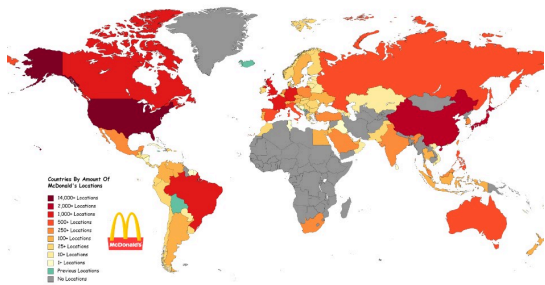 Countries By Amount Of
McDonald's Locations
14,000+ Locations
2,000+ Locations
1,000+ Locations
500+ Locations
250+ Locations
100+ Locations
25+ Locations
10+ Locations
1+ Locations
Previous Locations
No Locations
McDonald's